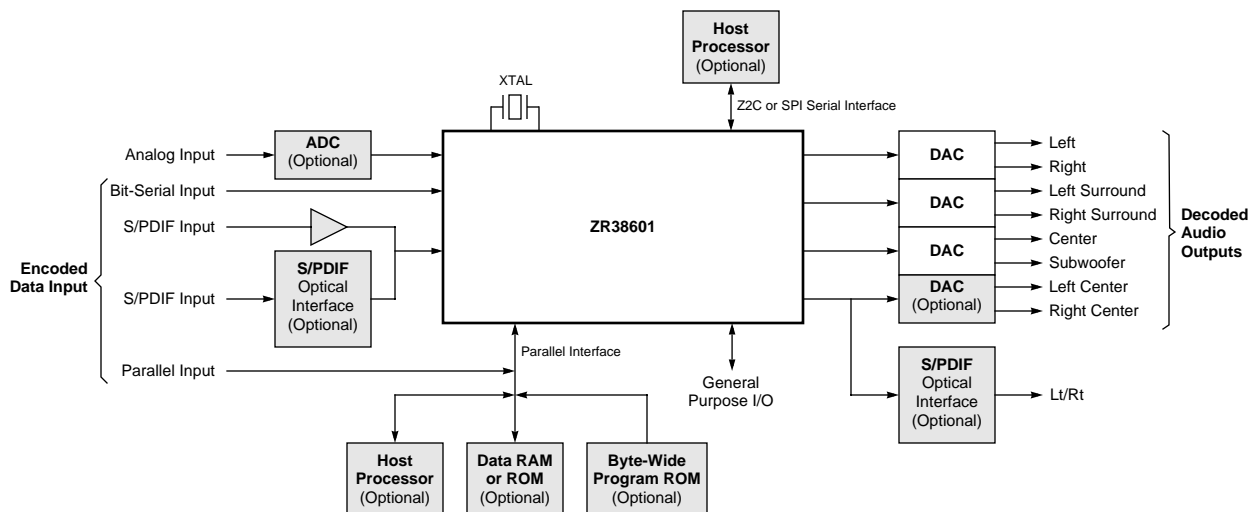 Host
Processor
(Optional)
XTAL
Z2C or SPI Serial Interface
Analog Input
ADC
(Optional)
Bit-Serial Input
S/PDIF Input
S/PDIF
Optical
Interface
(Optional)
S/PDIF Input
Encoded
Data Input
Parallel Input
ZR38601
DAC
Left
Right
DAC
Left Surround
Right Surround
DAC
Center
Subwoofer
DAC
(Optional)
Left Center
Right Center
Decoded
Audio
Outputs
Parallel Interface
General
Purpose I/O
S/PDIF
Optical
Interface
(Optional)
Lt/Rt
Host
Processor
(Optional)
Data RAM
or ROM
(Optional)
Byte-Wide
Program ROM
(Optional)